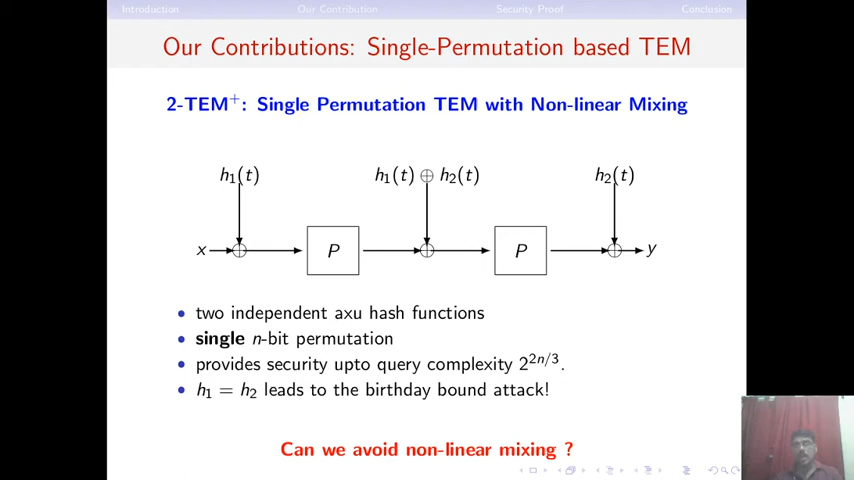 Introduction Our Contribution Security Proof Conclusion
Our Contributions: Single-Permutation based TEM
2-TEM⁺: Single Permutation TEM with Non-linear Mixing
h₁(t) h₁(t) ⊕ h₂(t) h₂(t)
x P P y
• two independent axu hash functions
• single n-bit permutation
• provides security upto query complexity 2^{2n/3}.
• h₁ = h₂ leads to the birthday bound attack!
Can we avoid non-linear mixing ?